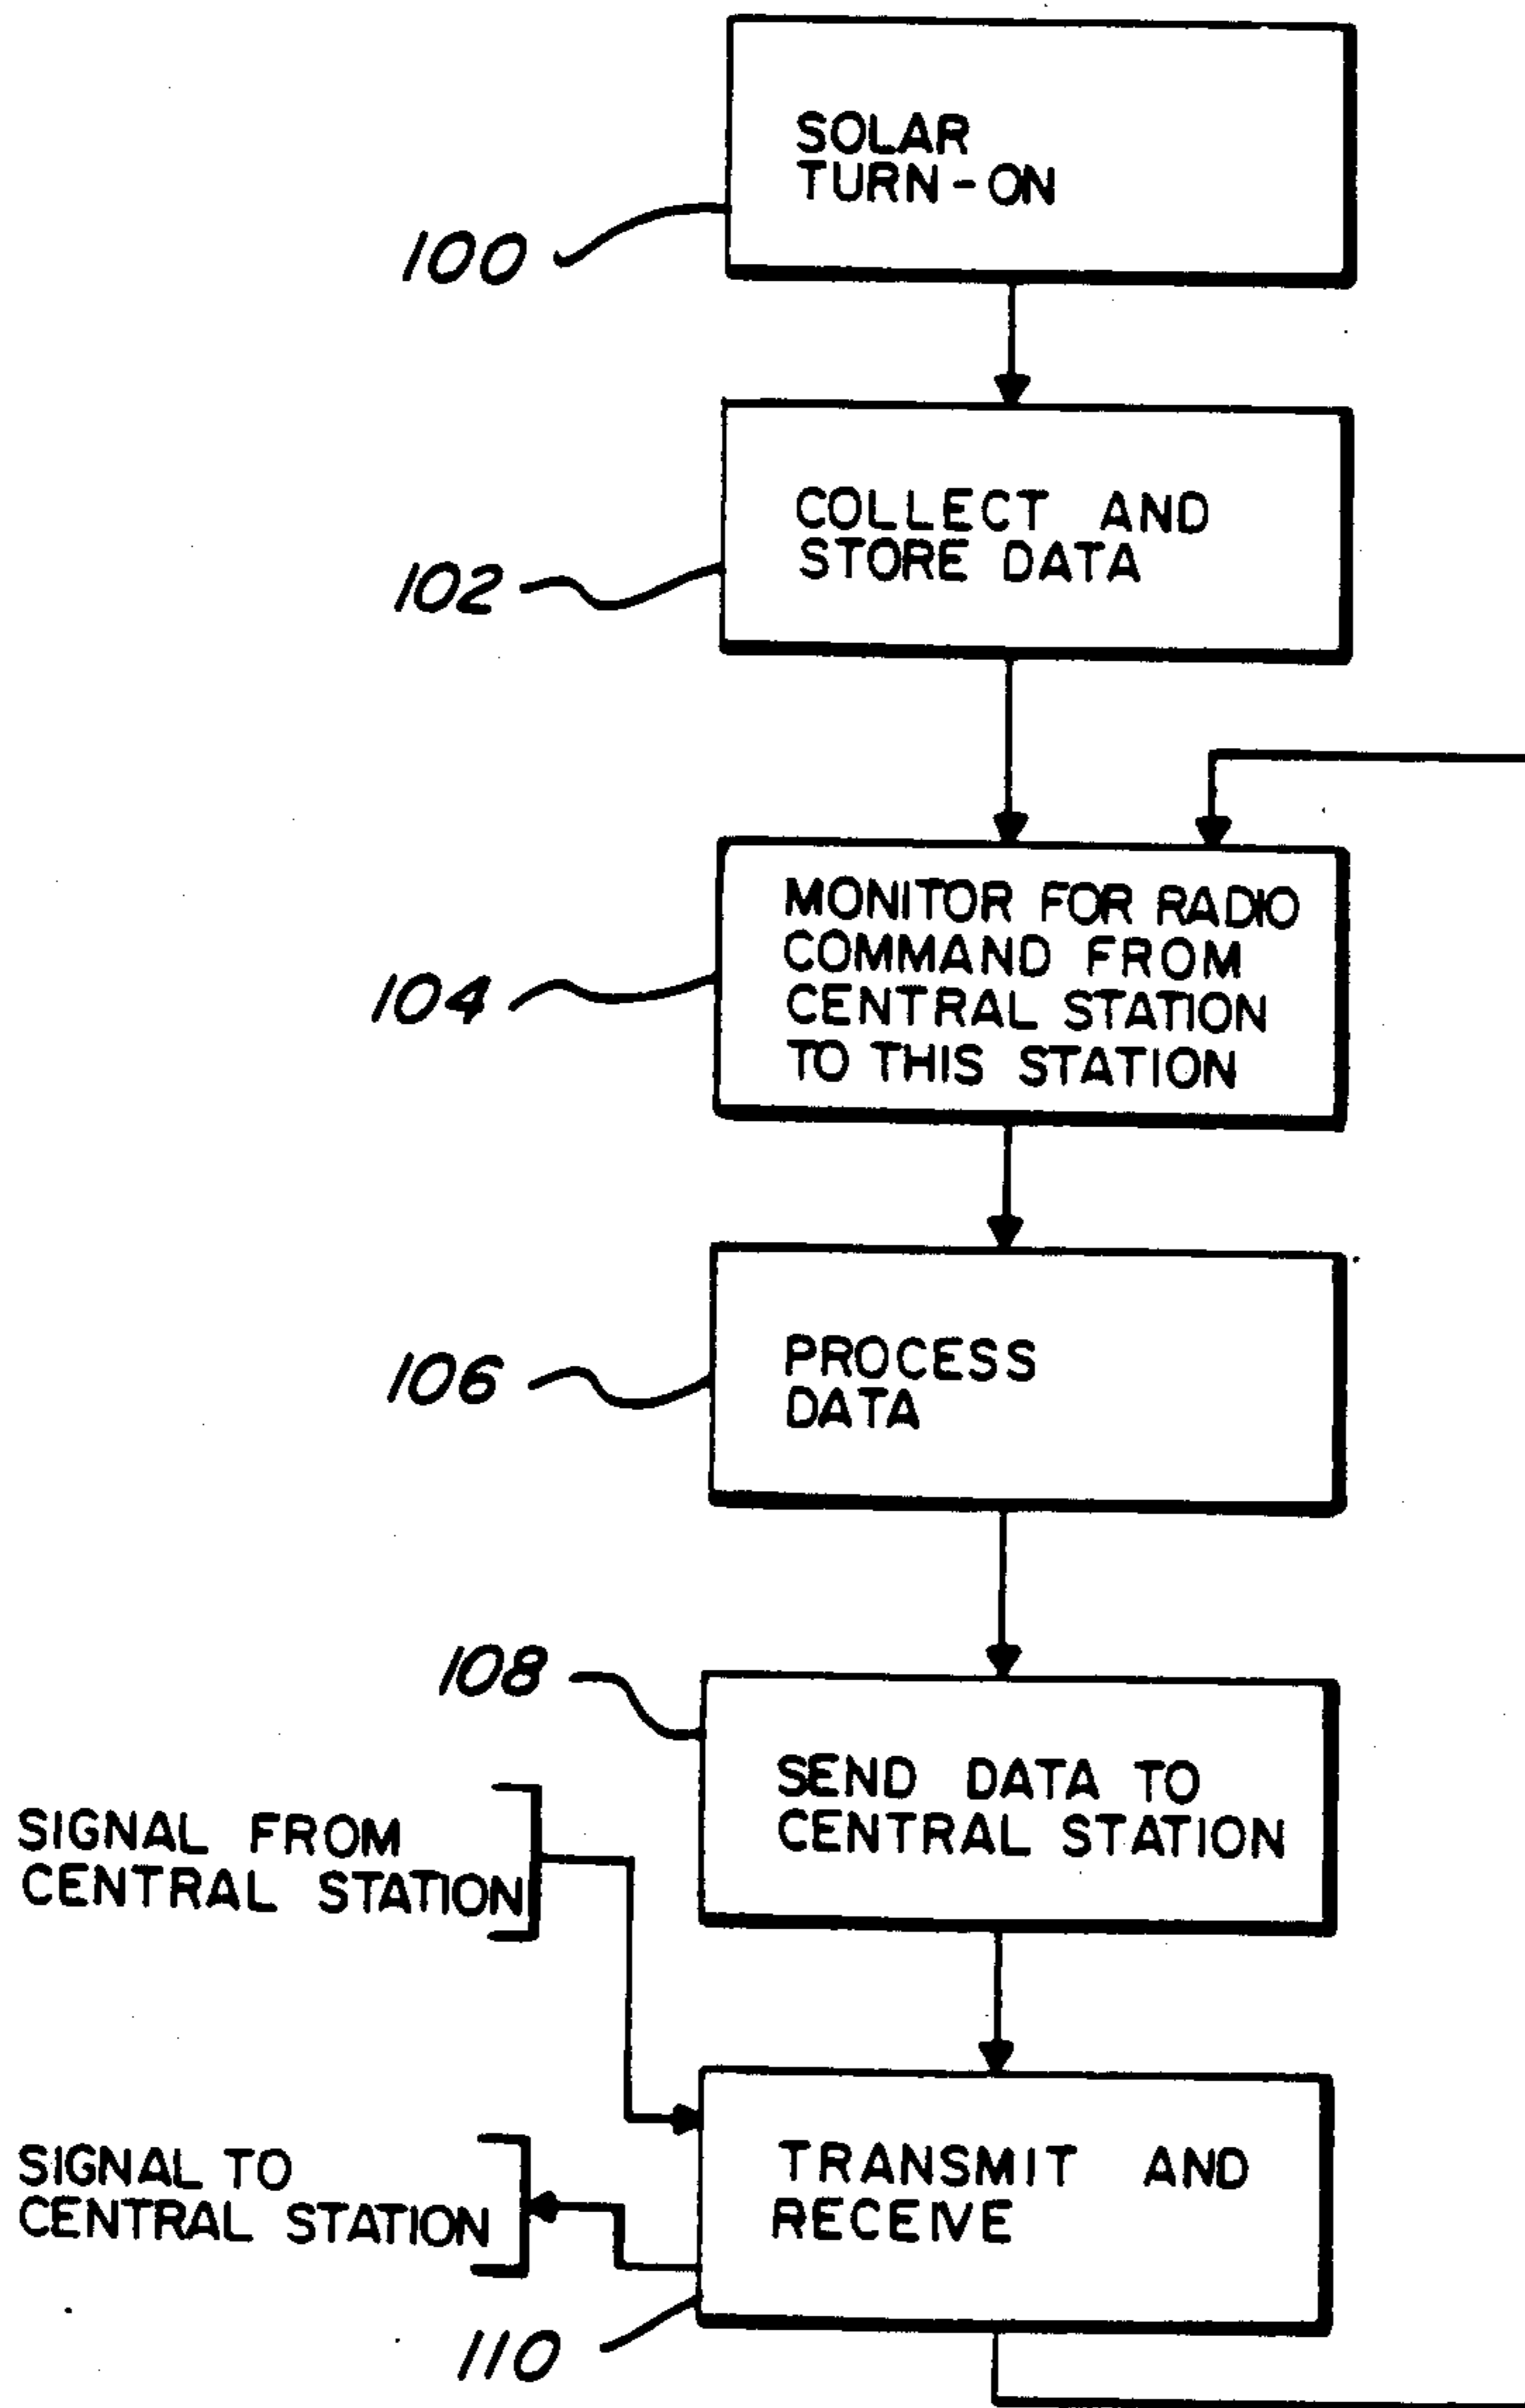 SOLAR
TURN-ON
100
COLLECT AND
STORE DATA
102
MONITOR FOR RADIO
COMMAND FROM
CENTRAL STATION
TO THIS STATION
104
PROCESS
DATA
106
108
SEND DATA TO
CENTRAL STATION
SIGNAL FROM
CENTRAL STATION
TRANSMIT AND
RECEIVE
SIGNAL TO
CENTRAL STATION
110